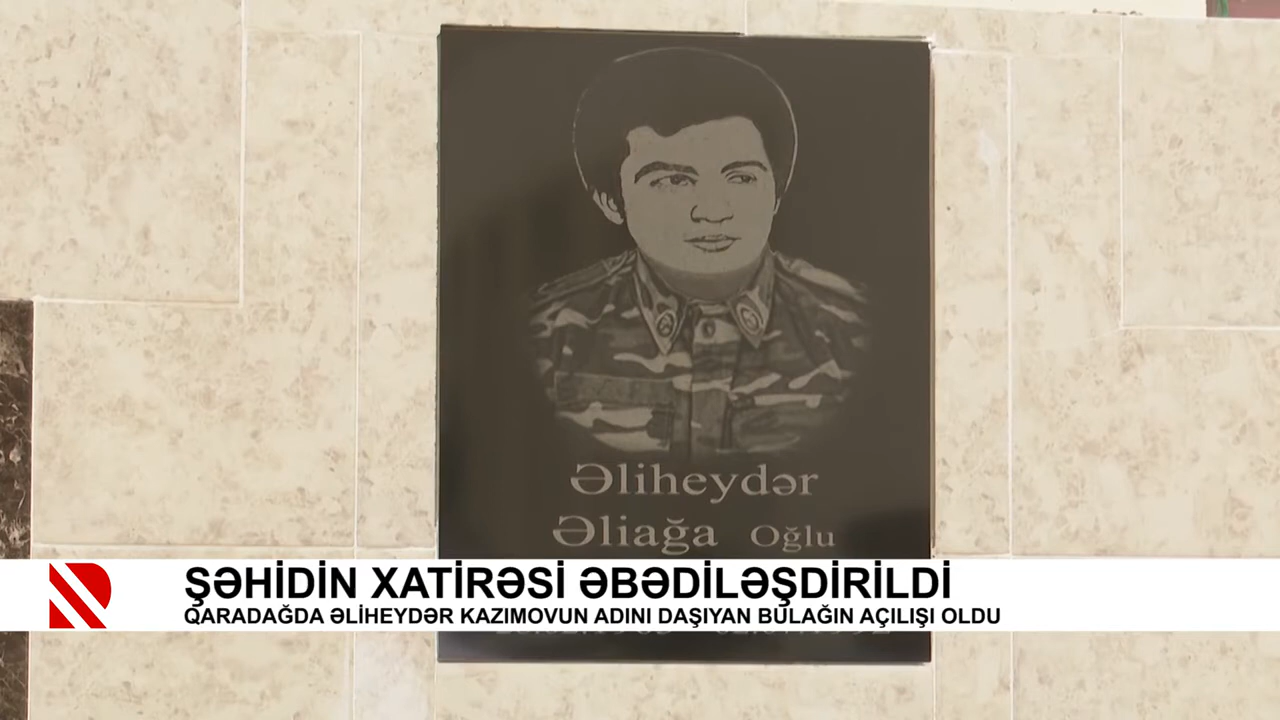 Əliheydər
Əliağa Oğlu
ŞƏHİDİN XATİRƏSİ ƏBƏDİLƏŞDİRİLDİ
QARADAĞDA ƏLİHEYDƏR KAZIMOVUN ADINI DAŞIYAN BULAĞIN AÇILIŞI OLDU